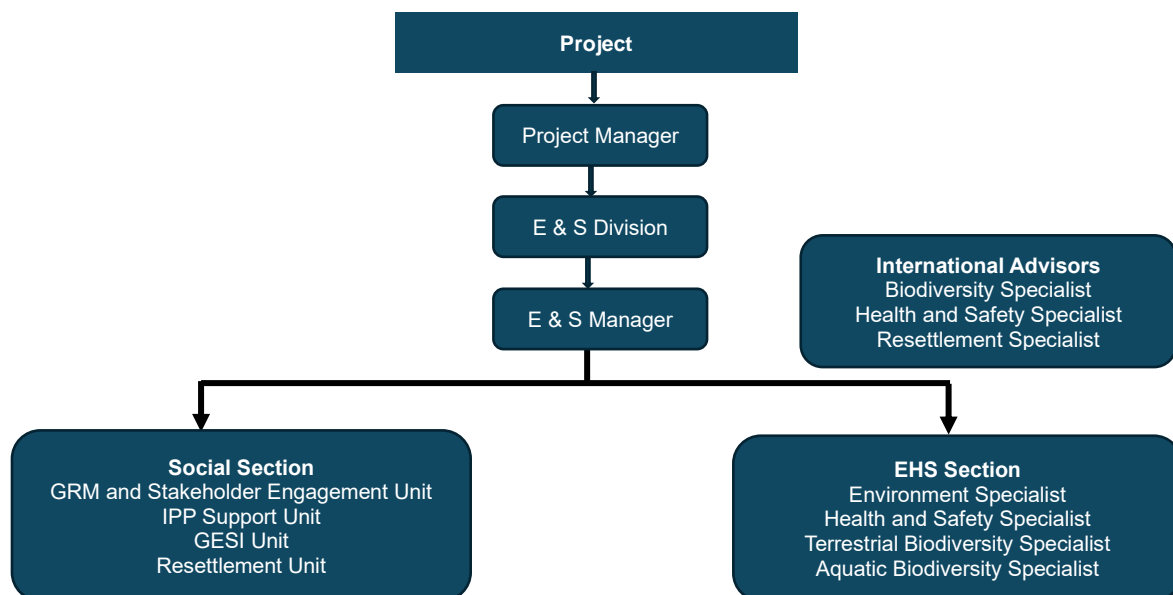 Project
Project Manager
E & S Division
E & S Manager
International Advisors
Biodiversity Specialist
Health and Safety Specialist
Resettlement Specialist
Social Section
GRM and Stakeholder Engagement Unit
IPP Support Unit
GESI Unit
Resettlement Unit
EHS Section
Environment Specialist
Health and Safety Specialist
Terrestrial Biodiversity Specialist
Aquatic Biodiversity Specialist